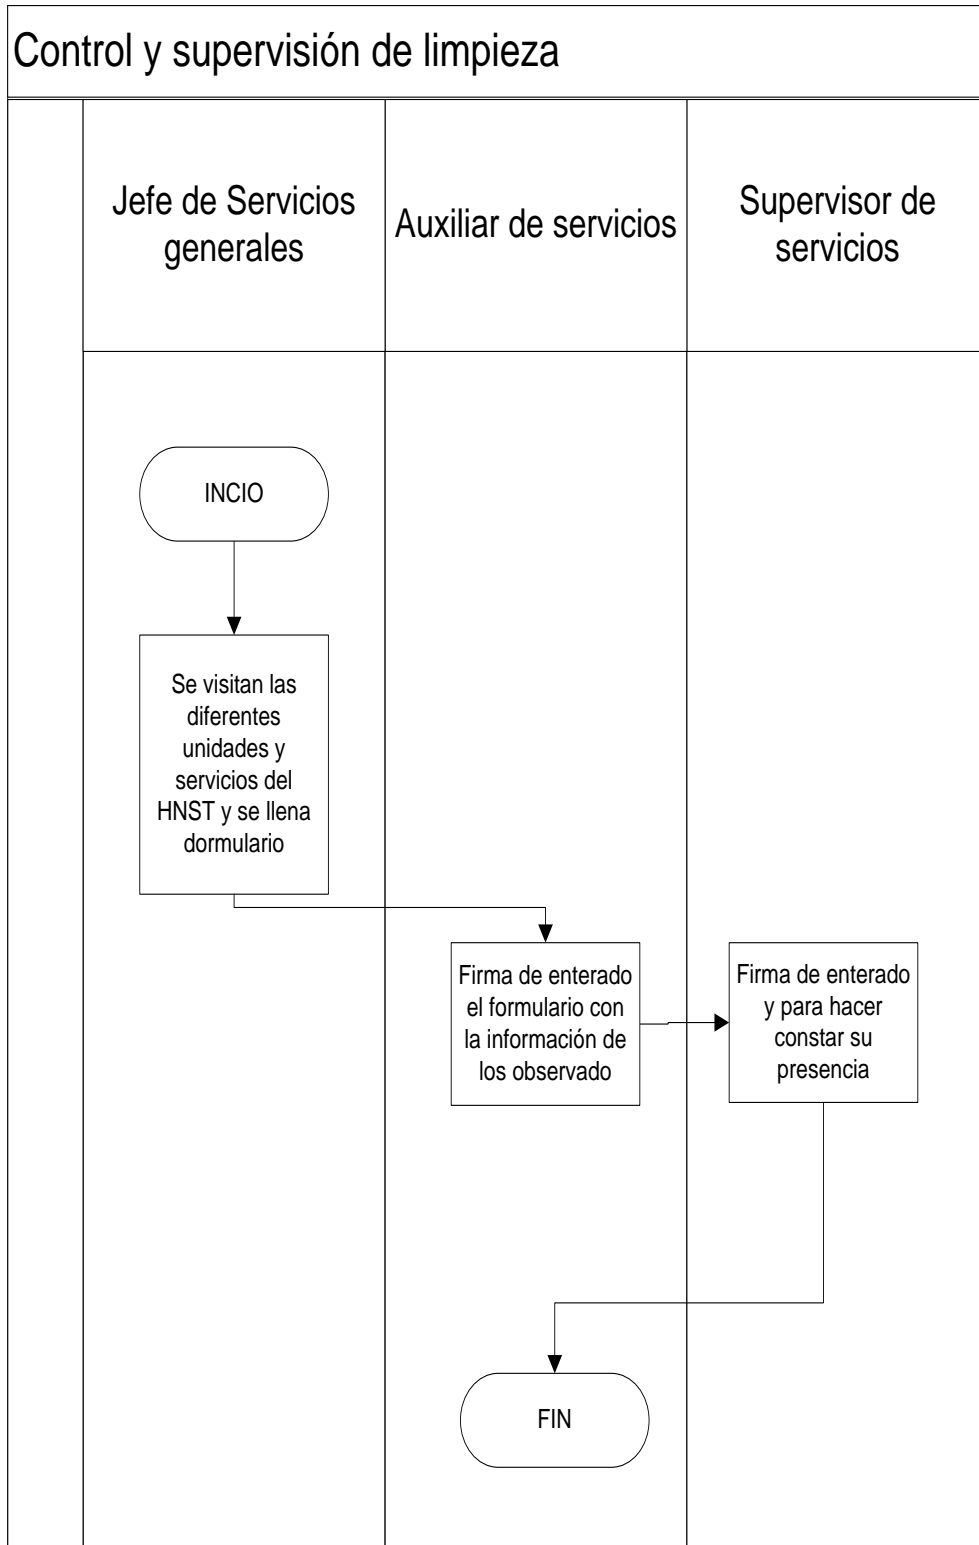 Control y supervisión de limpieza
Jefe de Servicios
generales
Auxiliar de servicios
Supervisor de
servicios
INCIO
Se visitan las
diferentes
unidades y
servicios del
HNST y se llena
dormulario
Firma de enterado
el formulario con
la información de
los observado
Firma de enterado
y para hacer
constar su
presencia
FIN